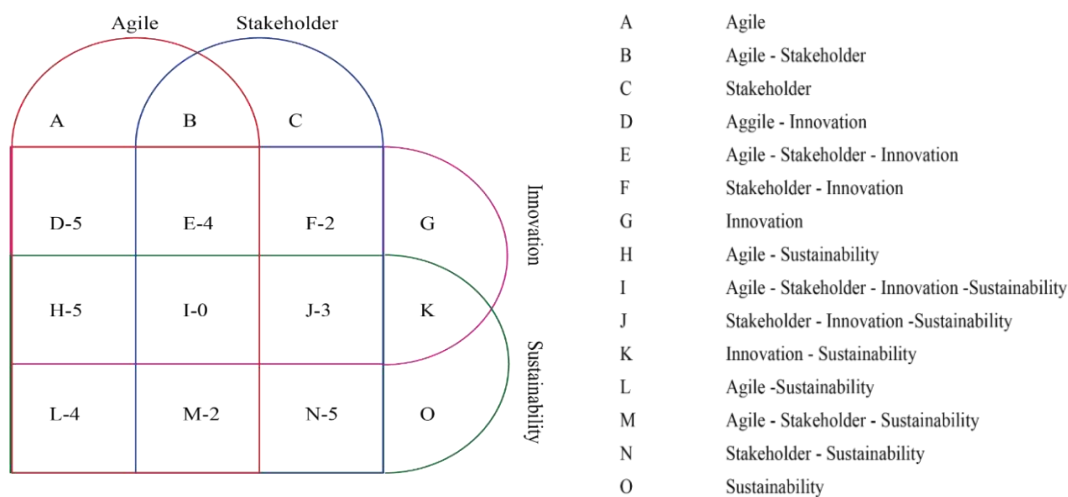 Agile Stakeholder
A B C
D-5 E-4 F-2 G
H-5 I-0 J-3 K
L-4 M-2 N-5 O
Innovation
Sustainability
A Agile
B Agile - Stakeholder
C Stakeholder
D Aggile - Innovation
E Agile - Stakeholder - Innovation
F Stakeholder - Innovation
G Innovation
H Agile - Sustainability
I Agile - Stakeholder - Innovation -Sustainability
J Stakeholder - Innovation -Sustainability
K Innovation - Sustainability
L Agile -Sustainability
M Agile - Stakeholder - Sustainability
N Stakeholder - Sustainability
O Sustainability